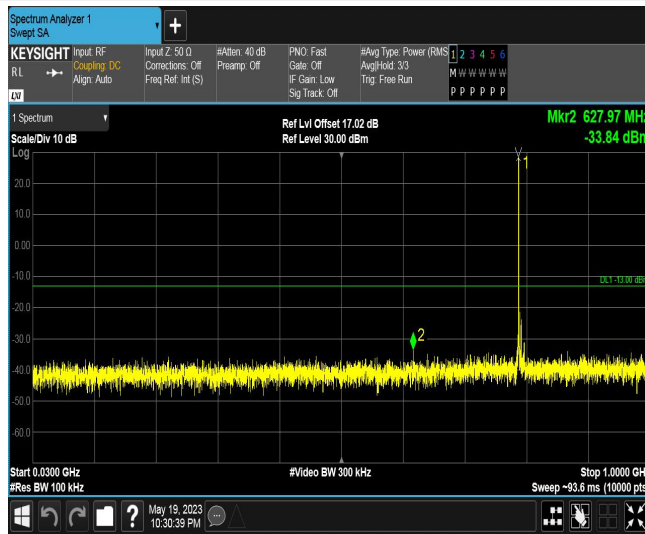 Spectrum Analyzer 1
Swept SA
+
KEYSIGHT
RL
LXI
Input: RF
Coupling: DC
Align: Auto
Input Z: 50 Ω
Corrections: Off
Freq Ref: Int (S)
#Atten: 40 dB
Preamp: Off
PNO: Fast
Gate: Off
IF Gain: Low
Sig Track: Off
#Avg Type: Power (RMS
Avg|Hold: 3/3
Trig: Free Run
1 2 3 4 5 6
M W W W W W
P P P P P P
1 Spectrum
Scale/Div 10 dB
Ref Lvl Offset 17.02 dB
Ref Level 30.00 dBm
Mkr2 627.97 MH
-33.84 dBm
Log
20.0
10.0
0.00
-10.0
-20.0
-30.0
-40.0
-50.0
-60.0
1
DL1 -13.00 dB
2
Start 0.0300 GHz
#Res BW 100 kHz
#Video BW 300 kHz
Stop 1.0000 GH
Sweep ~93.6 ms (10000 pts
?
May 19, 2023
10:30:39 PM